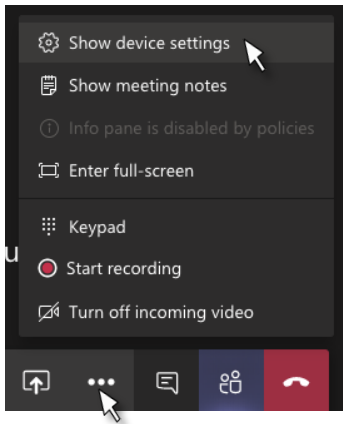 Show device settings
Show meeting notes
Info pane is disabled by policies
Enter full-screen
Keypad
u
Start recording
Turn off incoming video